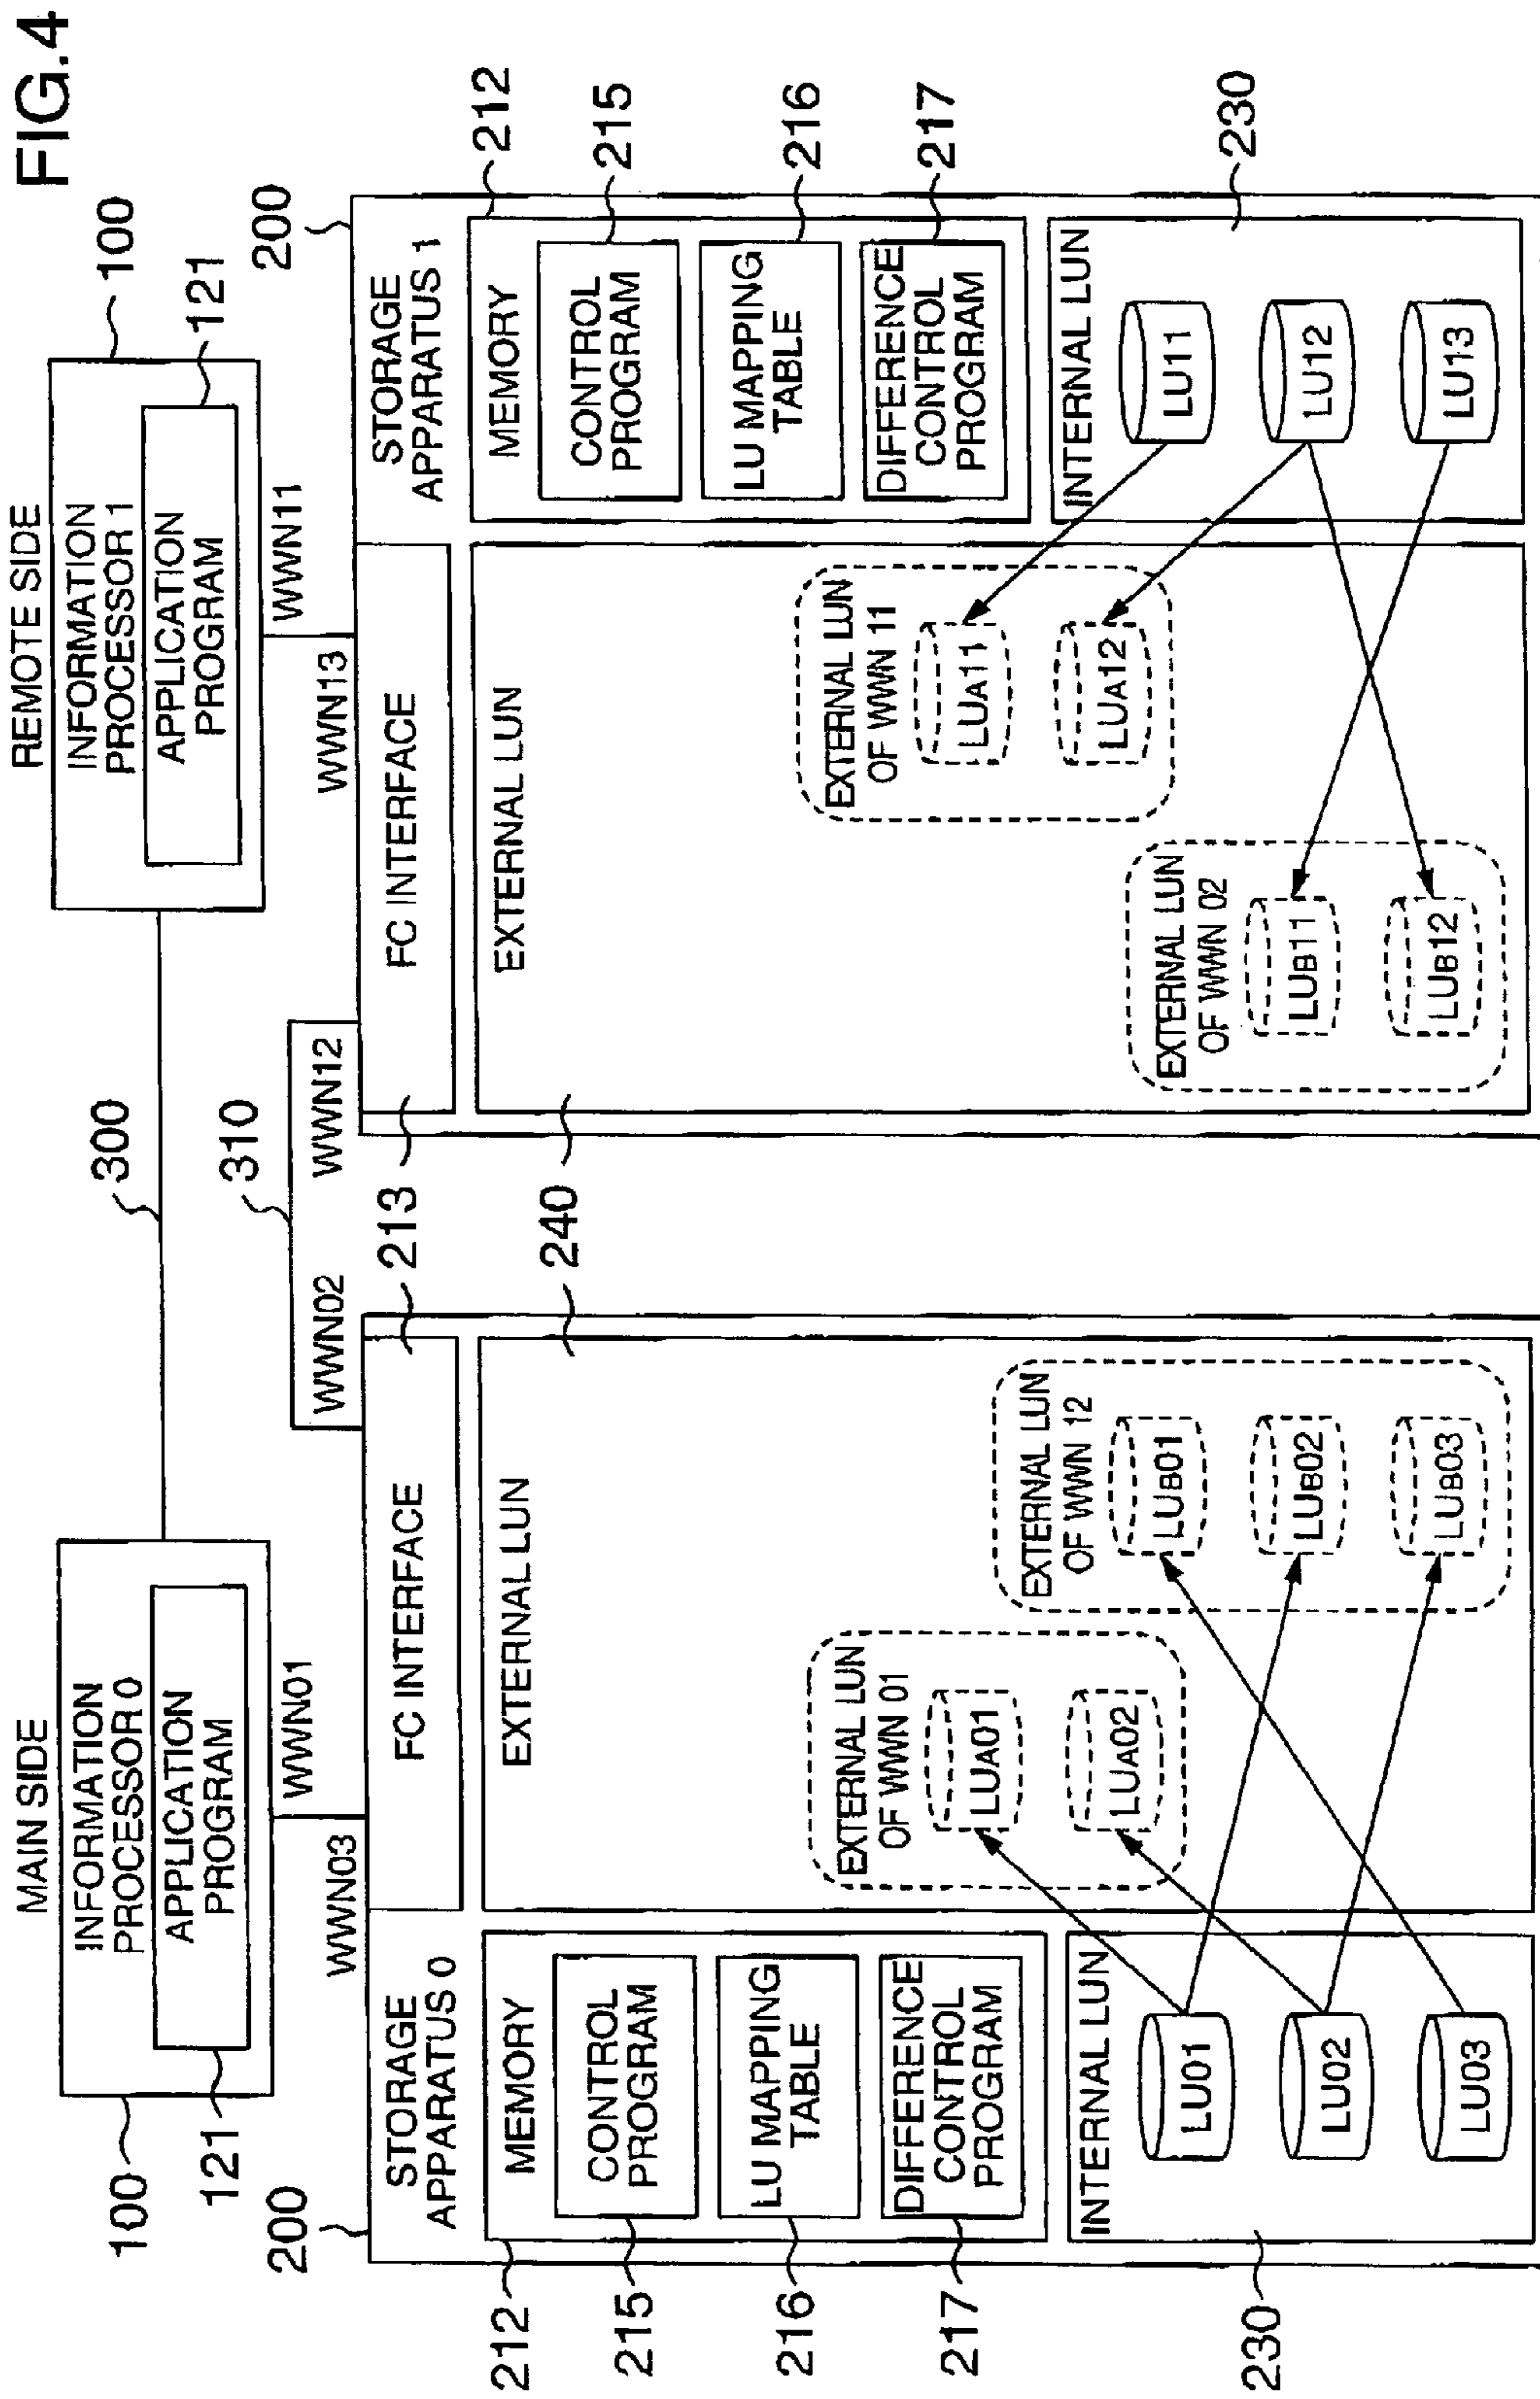 FIG.4
MAIN SIDE
100
INFORMATION
PROCESSOR 0
APPLICATION
PROGRAM
121
300
REMOTE SIDE
INFORMATION
PROCESSOR 1
APPLICATION
PROGRAM
100
121
WWN01
WWN03
WWN02
310
WWN12
WWN13
WWN11
200
STORAGE
APPARATUS 0
FC INTERFACE
213
212
MEMORY
215
CONTROL
PROGRAM
216
LU MAPPING
TABLE
217
DIFFERENCE
CONTROL
PROGRAM
EXTERNAL LUN
240
EXTERNAL LUN
OF WWN 01
LUA01
LUA02
EXTERNAL LUN
OF WWN 12
LUB01
LUB02
LUB03
230
INTERNAL LUN
LU01
LU02
LU03
FC INTERFACE
STORAGE
APPARATUS 1
200
EXTERNAL LUN
EXTERNAL LUN
OF WWN 11
LUA11
LUA12
EXTERNAL LUN
OF WWN 02
LUB11
LUB12
MEMORY
212
CONTROL
PROGRAM
215
LU MAPPING
TABLE
216
DIFFERENCE
CONTROL
PROGRAM
217
INTERNAL LUN
230
LU11
LU12
LU13